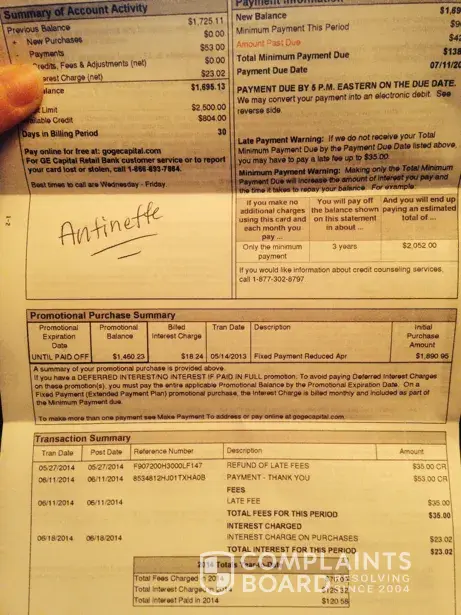 Summary of Account Activity
Previous Balance $1,725.11
+ New Purchases $0.00
- Payments $53.00
Credits, Fees & Adjustments (net) $0.00
Interest Charge (net) $23.02
Balance $1,695.13
Limit $2,500.00
Available Credit $804.00
Days in Billing Period 30
Pay online for free at: gogecapital.com
For GE Capital Retail Bank customer service or to report
your card lost or stolen, call 1-866-893-7864.
Best times to call are Wednesday - Friday
Antinette
Payment Information
New Balance $1,69
Minimum Payment This Period
Amount Past Due
Total Minimum Payment Due
Payment Due Date 07/11/20
PAYMENT DUE BY 5 P.M. EASTERN ON THE DUE DATE.
We may convert your payment into an electronic debit. See
reverse side.
Late Payment Warning: If we do not receive your Total
Minimum Payment Due by the Payment Due Date listed above,
you may have to pay a late fee up to $35.00
Minimum Payment Warning: Making only the Total Minimum
Payment Due will increase the amount of interest you pay and
the time it takes to repay your balance. For example:
If you make no additional charges using this card and each month you pay ...
You will pay off the balance shown on this statement in about ...
And you will end up paying an estimated total of ...
Only the minimum payment 3 years $2,052.00
If you would like information about credit counseling services,
call 1-877-302-8797
Promotional Purchase Summary
Promotional Expiration Date
Promotional Balance
Billed Interest Charge
Tran Date
Description
Initial Purchase Amount
UNTIL PAID OFF $1,460.23 $18.24 05/14/2013 Fixed Payment Reduced Apr $1,890.95
A summary of your promotional purchase is provided above.
If you have a DEFERRED INTEREST/NO INTEREST IF PAID IN FULL promotion: To avoid paying Deferred Interest Charges
on these promotion(s), you must pay the entire applicable Promotional Balance by the Promotional Expiration Date. On a
Fixed Payment (Extended Payment Plan) promotional purchase, the Interest Charge is billed monthly and included as part of
the Minimum Payment due.
To make more than one payment see Make Payment To address or pay online at gogecapital.com.
Transaction Summary
Tran Date Post Date Reference Number Description Amount
05/27/2014 05/27/2014 F907200H3000LF147 REFUND OF LATE FEES $35.00 CR
06/11/2014 06/11/2014 8534612HJ01TXHA0B PAYMENT - THANK YOU $53.00 CR
FEES
06/11/2014 06/11/2014 LATE FEE $35.00
TOTAL FEES FOR THIS PERIOD $35.00
INTEREST CHARGED
06/18/2014 06/18/2014 INTEREST CHARGE ON PURCHASES $23.02
TOTAL INTEREST FOR THIS PERIOD $23.02
2014 Totals Year-to-Date
Total Fees Charged in 2014
Total Interest Charged in 2014
Total Interest Paid in 2014 $120.56
COMPLAINTS
BOARD
RESOLVING
SINCE 2004